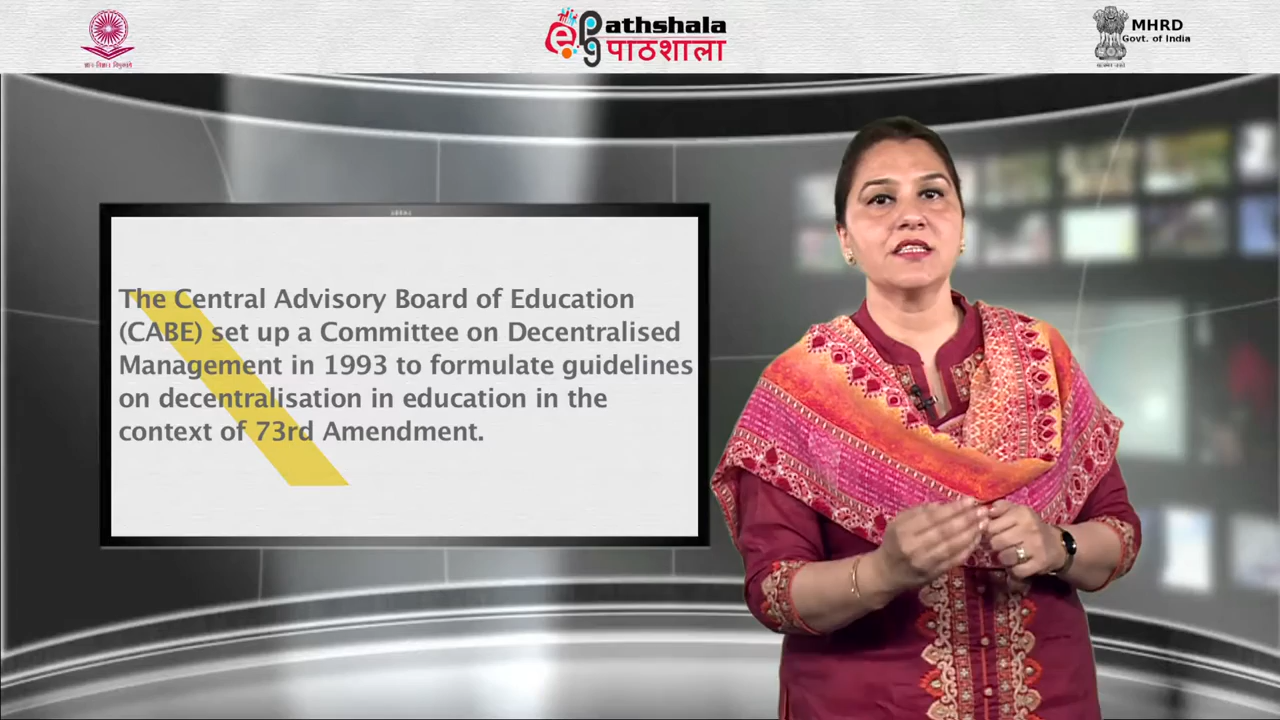 ePathshala
पाठशाला
MHRD
Govt. of India
The Central Advisory Board of Education
(CABE) set up a Committee on Decentralised
Management in 1993 to formulate guidelines
on decentralisation in education in the
context of 73rd Amendment.